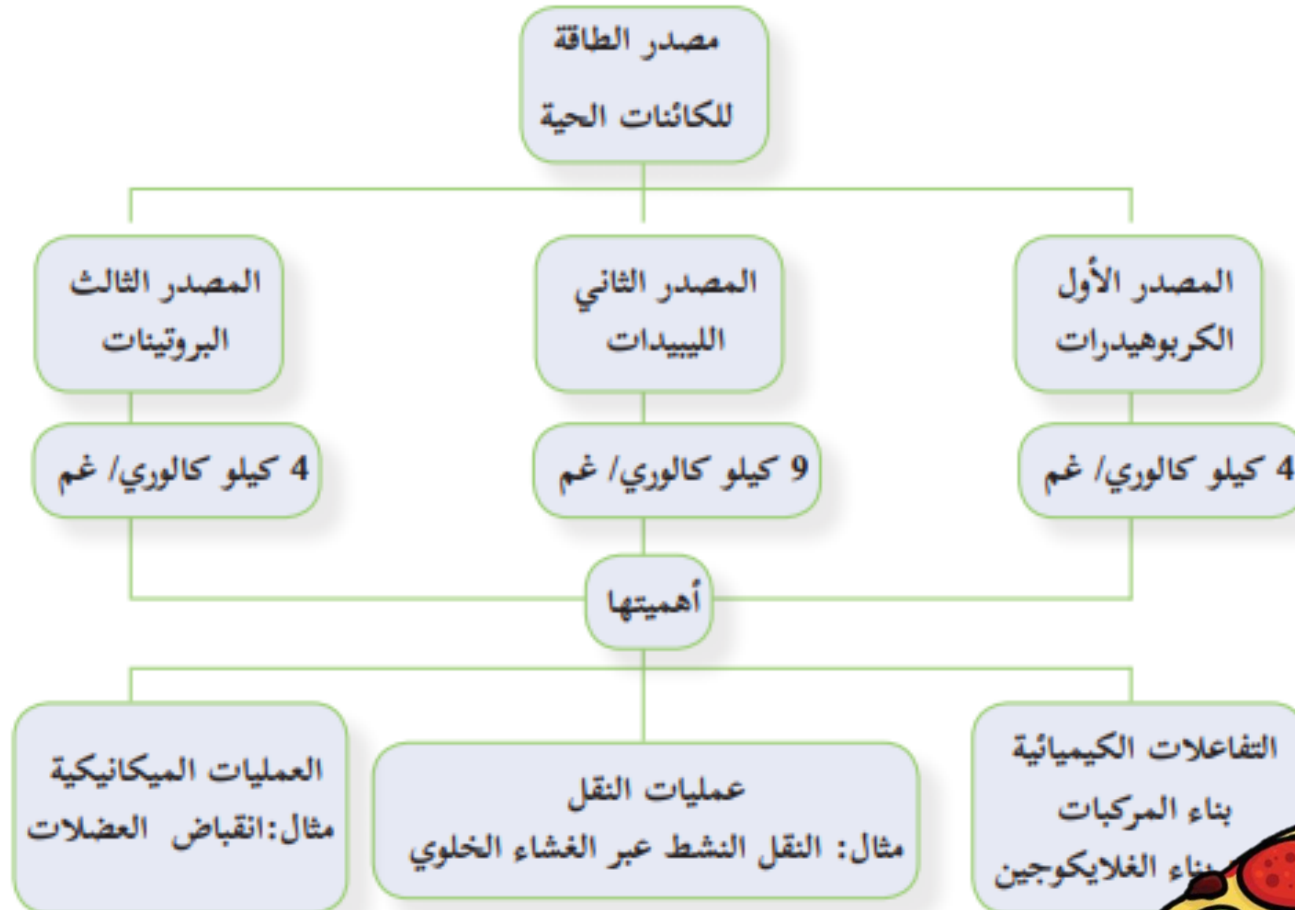 مصدر الطاقة
للكائنات الحية
المصدر الأول
الكربوهيدرات
المصدر الثاني
الليبيدات
المصدر الثالث
البروتينات
4 كيلو كالوري/ غم
9 كيلو كالوري/ غم
4 كيلو كالوري/ غم
أهميتها
التفاعلات الكيميائية
بناء المركبات
بناء الغلايكوجين
عمليات النقل
مثال: النقل النشط عبر الغشاء الخلوي
العمليات الميكانيكية
مثال:انقباض العضلات